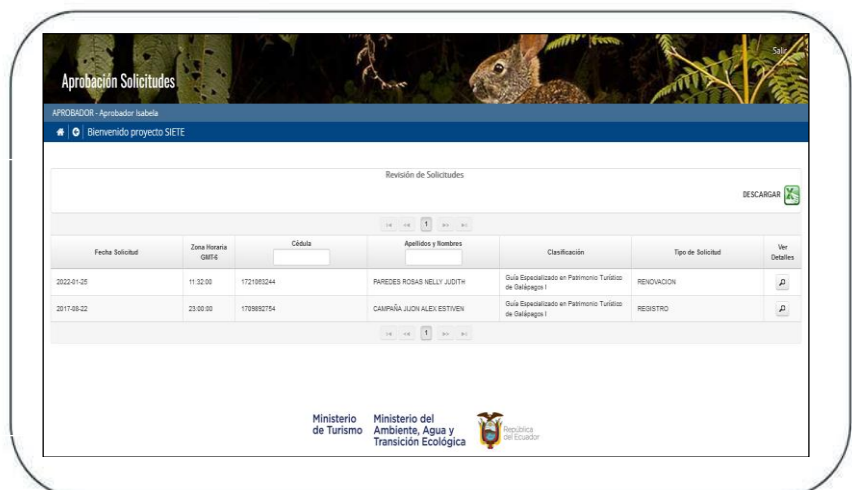 Salir
Aprobación Solicitudes
APROBADOR - Aprobador Isabela
Bienvenido proyecto SIETE
Revisión de Solicitudes
DESCARGAR
1
Fecha Solicitud Zona Horaria GMT-6 Cédula Apellidos y Nombres Clasificación Tipo de Solicitud Ver Detalles
2022-01-25 11:32:00 PAREDES ROSAS NELLY JUDITH Guía Especializado en Patrimonio Turístico de Galápagos I RENOVACION
2017-08-22 23:00:00 1709892754 CAMPAÑA JIJON ALEX ESTIVEN Guía Especializado en Patrimonio Turístico de Galápagos I REGISTRO
1
Ministerio de Turismo
Ministerio del Ambiente, Agua y Transición Ecológica
República del Ecuador